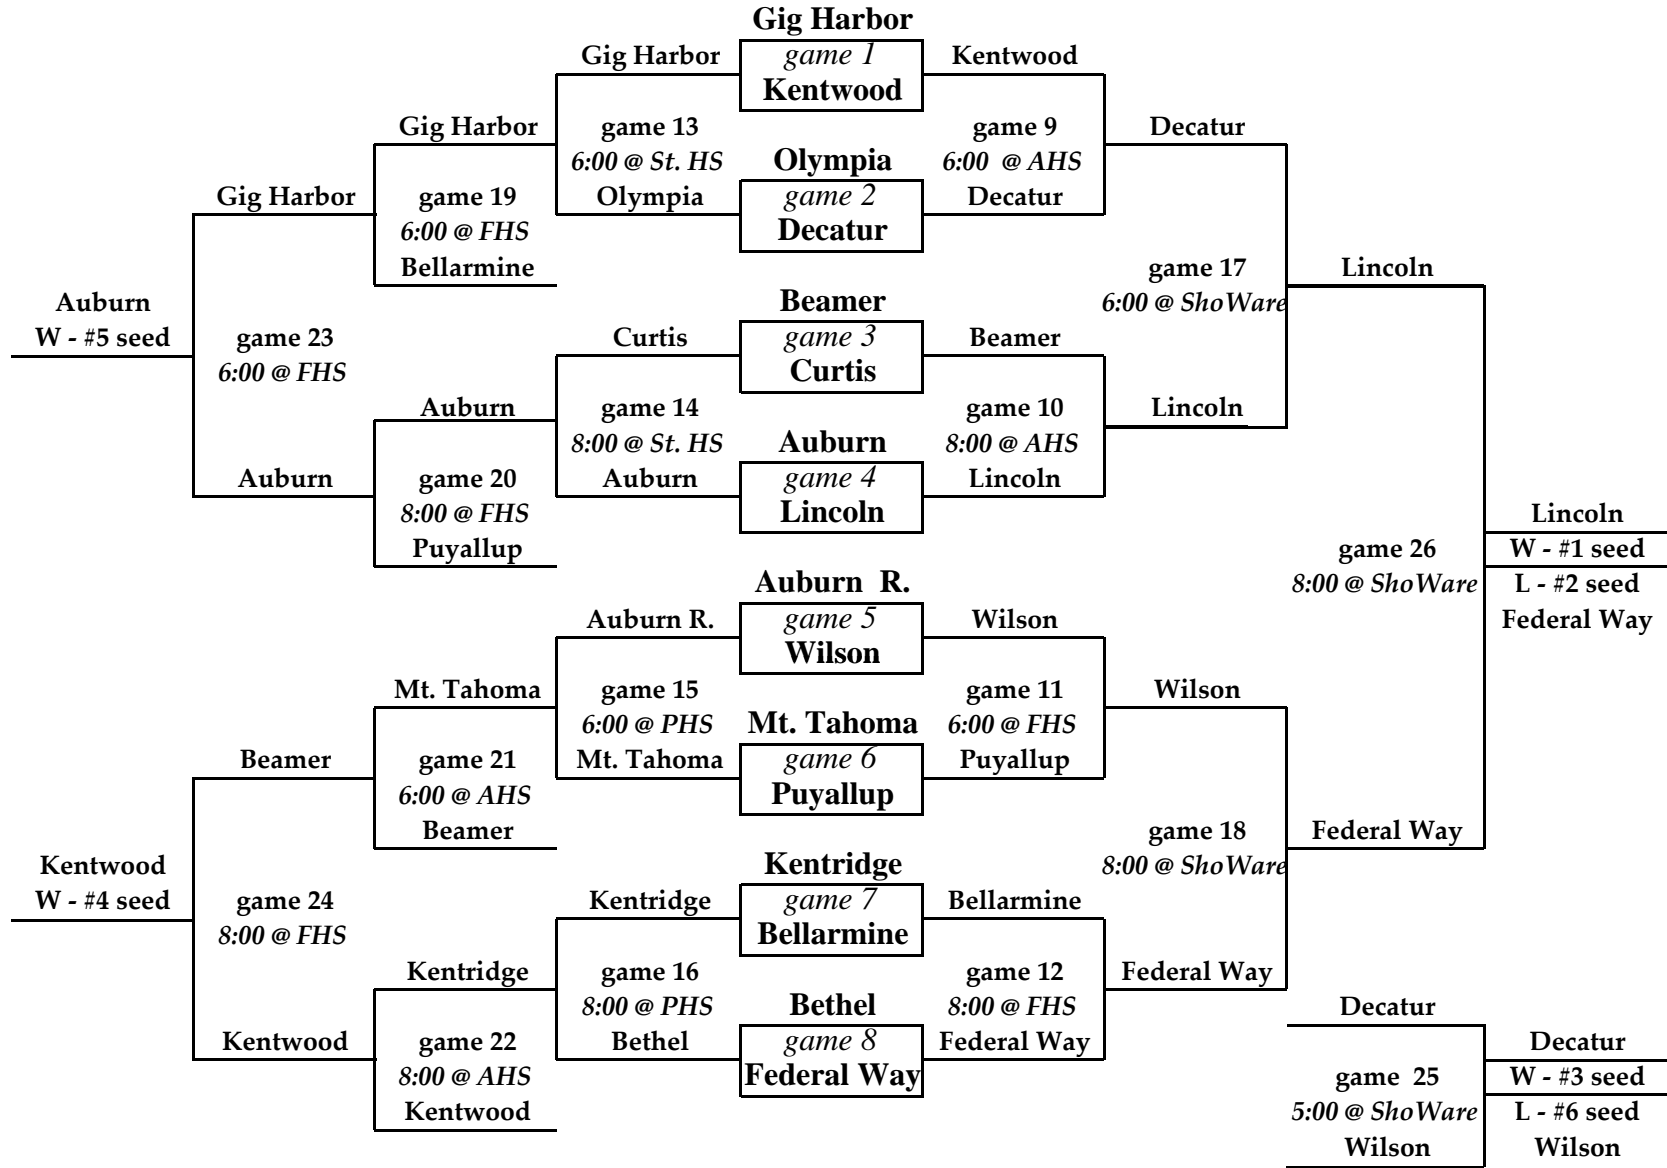 Gig Harbor
Gig Harbor
game 1
Kentwood
Kentwood
Gig Harbor
game 13
game 9
Decatur
6:00 @ St. HS
Olympia
6:00 @ AHS
Gig Harbor
game 19
Olympia
game 2
Decatur
6:00 @ FHS
Decatur
Bellarmine
game 17
Lincoln
Auburn
Beamer
6:00 @ ShoWare
W - #5 seed
game 23
Curtis
game 3
Beamer
6:00 @ FHS
Curtis
Auburn
game 14
game 10
Lincoln
8:00 @ St. HS
Auburn
8:00 @ AHS
Auburn
game 20
Auburn
game 4
Lincoln
8:00 @ FHS
Lincoln
Lincoln
Puyallup
game 26
W - #1 seed
Auburn R.
8:00 @ ShoWare
L - #2 seed
Auburn R.
game 5
Wilson
Federal Way
Wilson
Mt. Tahoma
game 15
game 11
Wilson
6:00 @ PHS
Mt. Tahoma
6:00 @ FHS
Beamer
game 21
Mt. Tahoma
game 6
Puyallup
6:00 @ AHS
Puyallup
Beamer
game 18
Federal Way
Kentwood
Kentridge
8:00 @ ShoWare
W - #4 seed
game 24
Kentridge
game 7
Bellarmine
8:00 @ FHS
Bellarmine
Kentridge
game 16
game 12
Federal Way
8:00 @ PHS
Bethel
8:00 @ FHS
Decatur
Kentwood
game 22
Bethel
game 8
Federal Way
Decatur
8:00 @ AHS
Federal Way
game 25
W - #3 seed
Kentwood
5:00 @ ShoWare
L - #6 seed
Wilson
Wilson